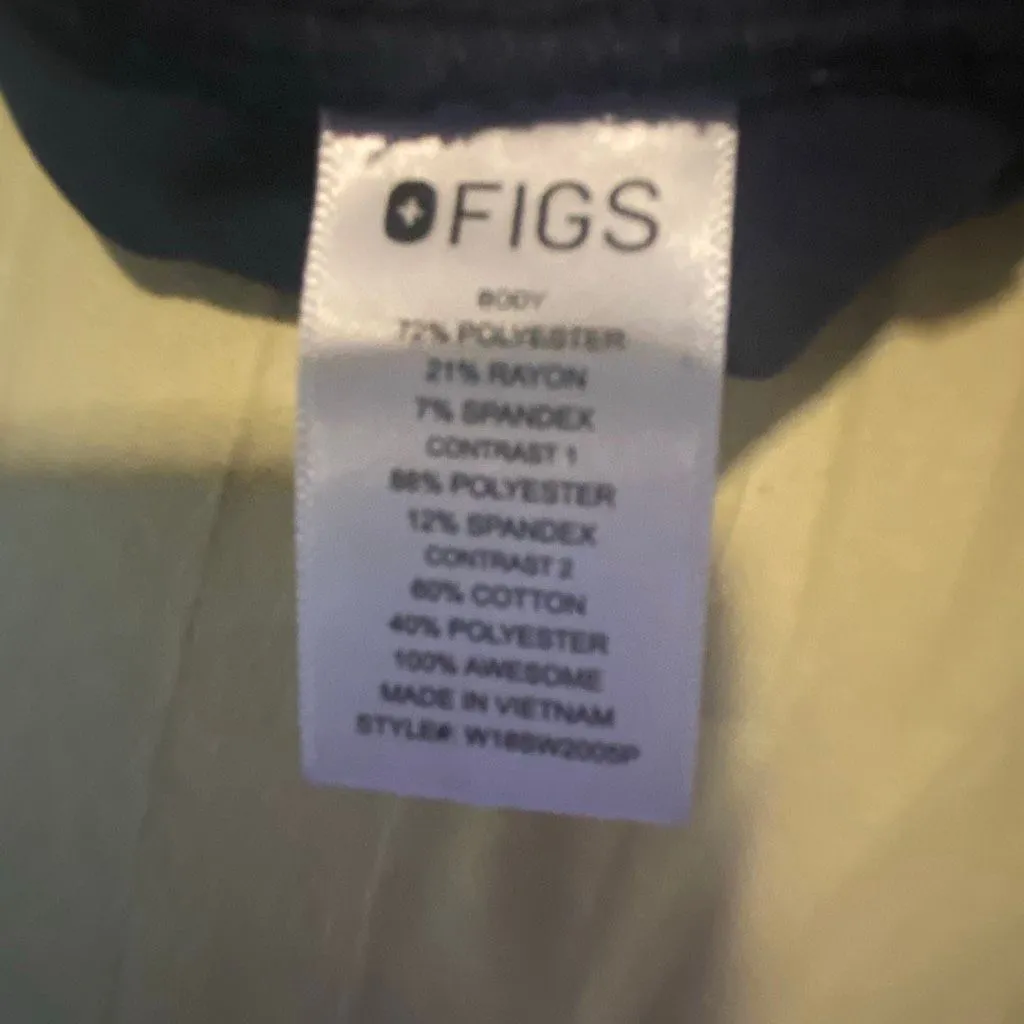 FIGS
BODY
72% POLYESTER
21% RAYON
7% SPANDEX
CONTRAST 1
88% POLYESTER
12% SPANDEX
CONTRAST 2
60% COTTON
40% POLYESTER
100% AWESOME
MADE IN VIETNAM
STYLE#: